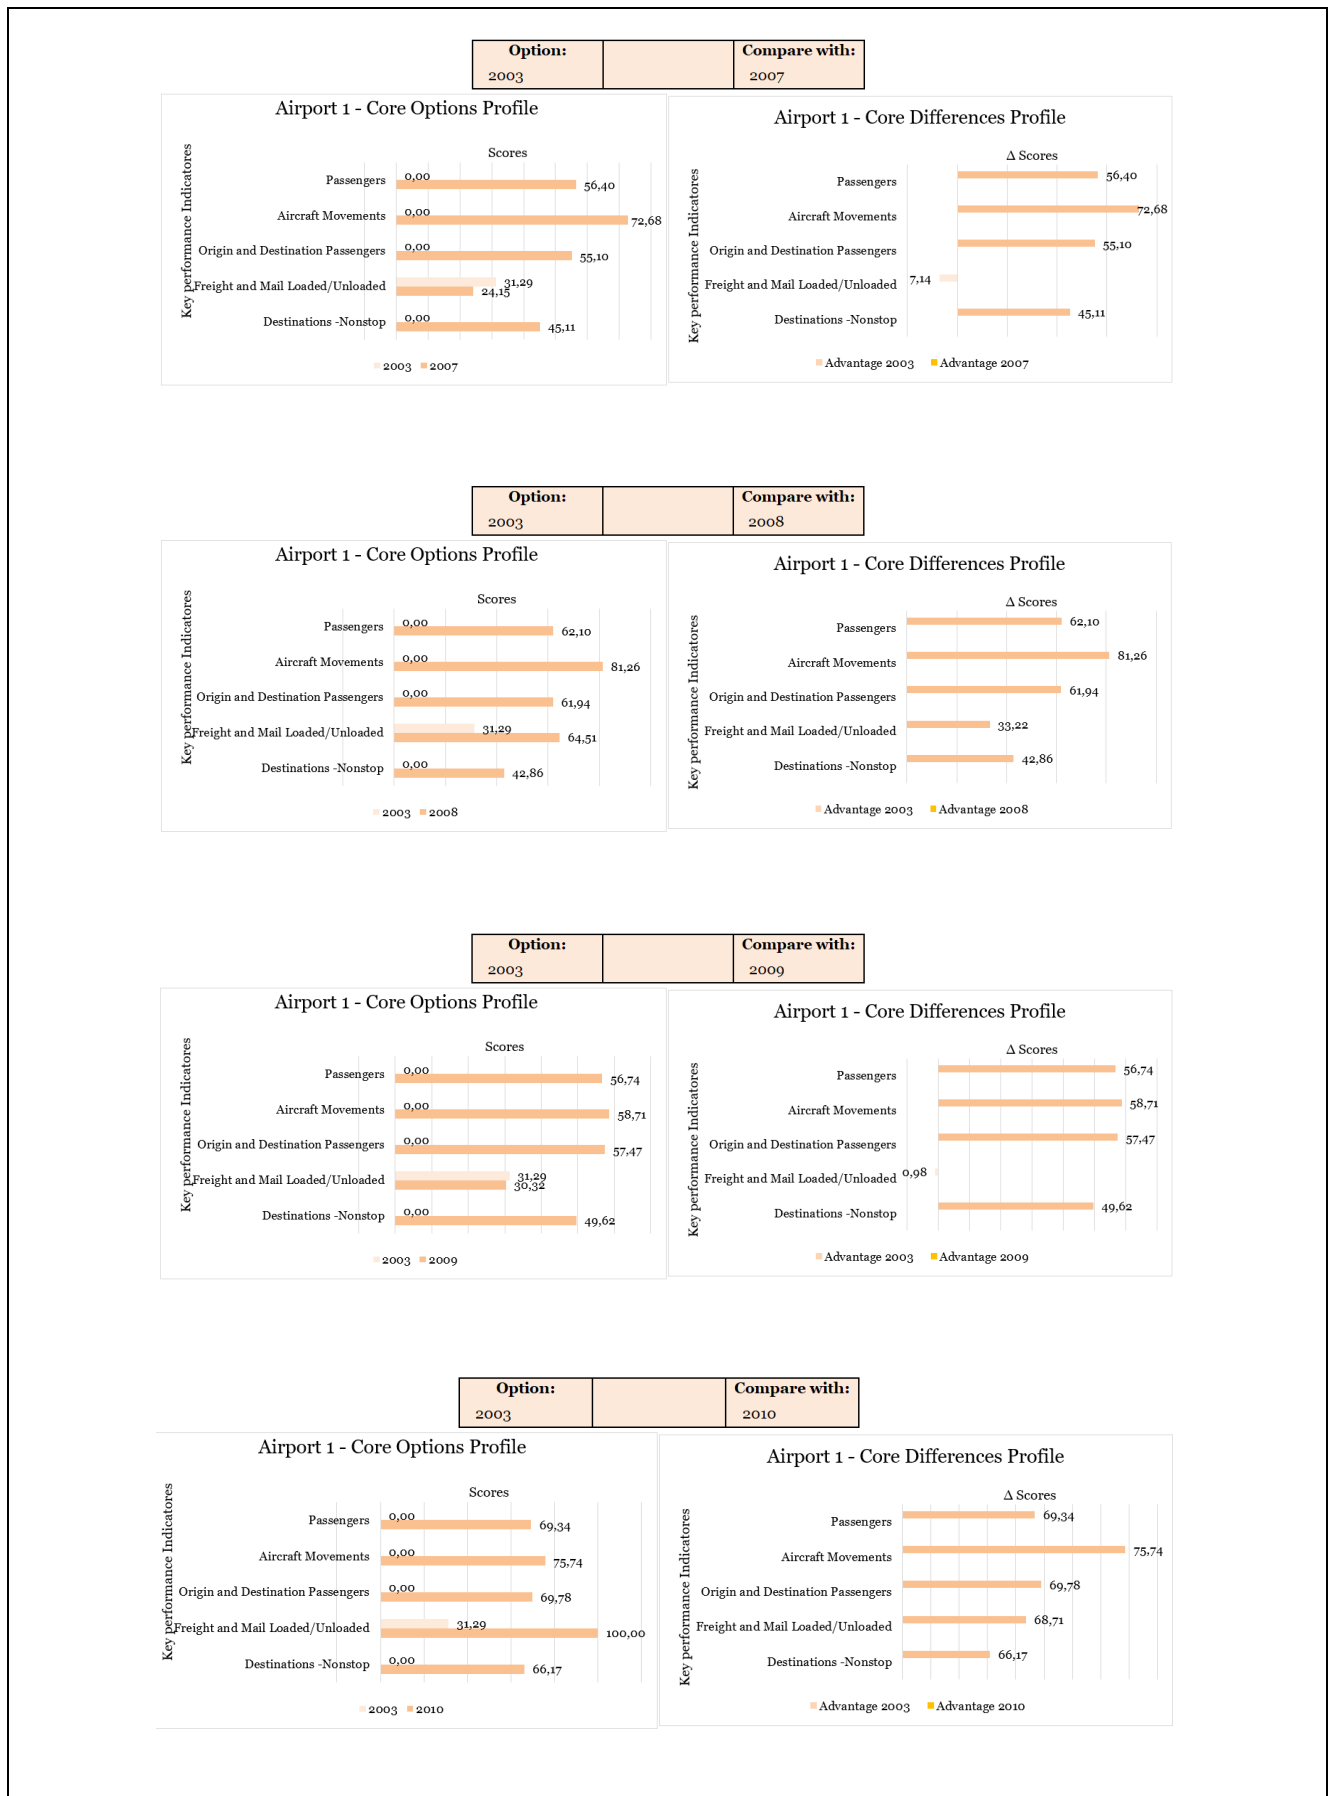 Option: Compare with:
2003 2007
Airport 1 - Core Options Profile
Scores
Key performance Indicatores
Passengers 0,00
56,40
Aircraft Movements 0,00
72,68
Origin and Destination Passengers 0,00
55,10
Freight and Mail Loaded/Unloaded 31,29
24,15
Destinations -Nonstop 0,00
45,11
2003 2007
Airport 1 - Core Differences Profile
Δ Scores
Key performance Indicatores
Passengers 56,40
Aircraft Movements 72,68
Origin and Destination Passengers 55,10
Freight and Mail Loaded/Unloaded 7,14
Destinations -Nonstop 45,11
Advantage 2003 Advantage 2007
Option: Compare with:
2003 2008
Airport 1 - Core Options Profile
Scores
Key performance Indicatores
Passengers 0,00
62,10
Aircraft Movements 0,00
81,26
Origin and Destination Passengers 0,00
61,94
Freight and Mail Loaded/Unloaded 31,29
64,51
Destinations -Nonstop 0,00
42,86
2003 2008
Airport 1 - Core Differences Profile
Δ Scores
Key performance Indicatores
Passengers 62,10
Aircraft Movements 81,26
Origin and Destination Passengers 61,94
Freight and Mail Loaded/Unloaded 33,22
Destinations -Nonstop 42,86
Advantage 2003 Advantage 2008
Option: Compare with:
2003 2009
Airport 1 - Core Options Profile
Scores
Key performance Indicatores
Passengers 0,00
56,74
Aircraft Movements 0,00
58,71
Origin and Destination Passengers 0,00
57,47
Freight and Mail Loaded/Unloaded 31,29
30,32
Destinations -Nonstop 0,00
49,62
2003 2009
Airport 1 - Core Differences Profile
Δ Scores
Key performance Indicatores
Passengers 56,74
Aircraft Movements 58,71
Origin and Destination Passengers 57,47
Freight and Mail Loaded/Unloaded 0,98
Destinations -Nonstop 49,62
Advantage 2003 Advantage 2009
Option: Compare with:
2003 2010
Airport 1 - Core Options Profile
Scores
Key performance Indicatores
Passengers 0,00
69,34
Aircraft Movements 0,00
75,74
Origin and Destination Passengers 0,00
69,78
Freight and Mail Loaded/Unloaded 31,29
100,00
Destinations -Nonstop 0,00
66,17
2003 2010
Airport 1 - Core Differences Profile
Δ Scores
Key performance Indicatores
Passengers 69,34
Aircraft Movements 75,74
Origin and Destination Passengers 69,78
Freight and Mail Loaded/Unloaded 68,71
Destinations -Nonstop 66,17
Advantage 2003 Advantage 2010